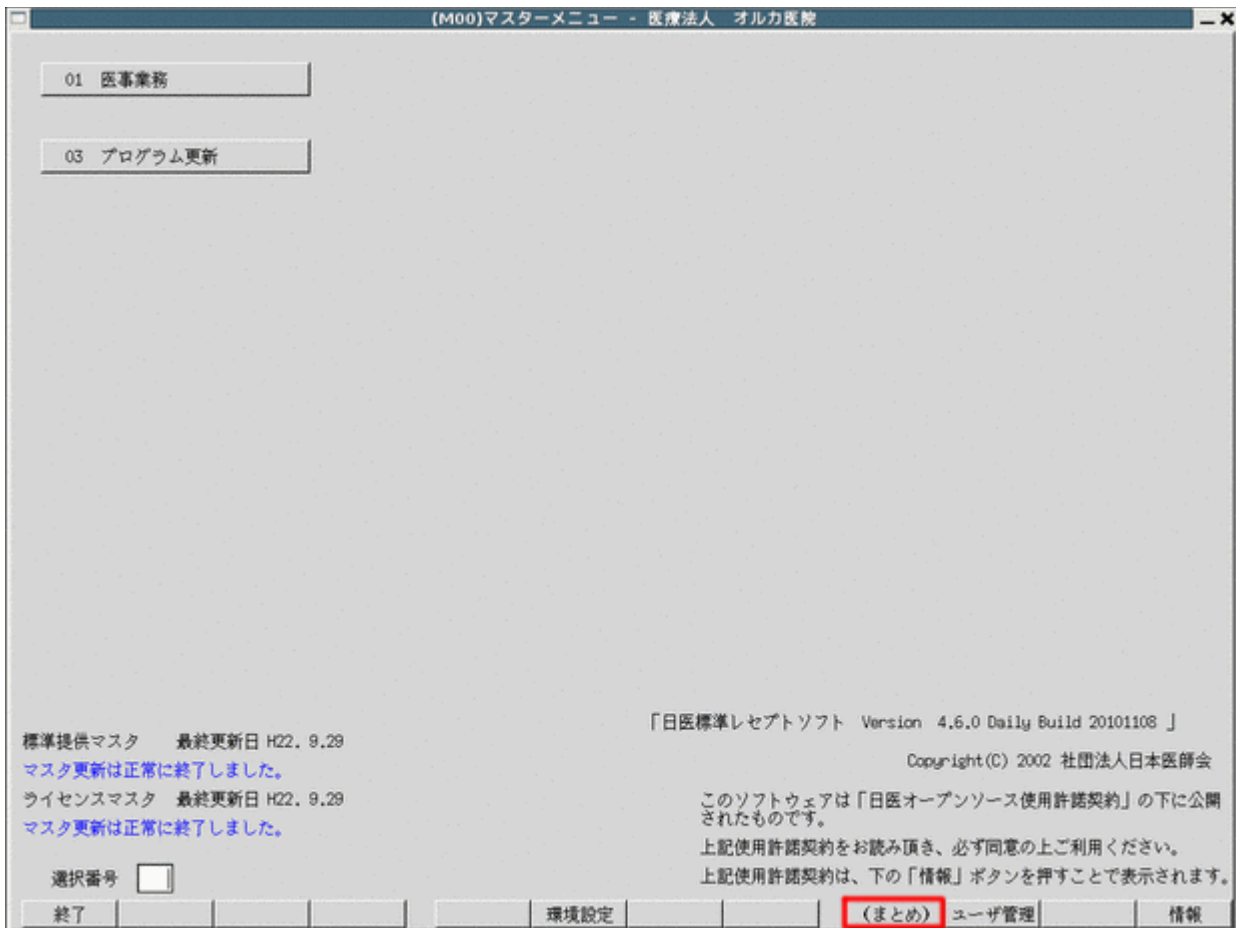 (M00)マスターメニュー - 医療法人　オルカ医院
01　医事業務
03　プログラム更新
「日医標準レセプトソフト　Version　4.6.0 Daily Build 20101108 」
標準提供マスタ　最終更新日 H22. 9.29
Copyright(C) 2002 社団法人日本医師会
マスタ更新は正常に終了しました。
ライセンスマスタ　最終更新日 H22. 9.29
このソフトウェアは「日医オープンソース使用許諾契約」の下に公開
されたものです。
マスタ更新は正常に終了しました。
上記使用許諾契約をお読み頂き、必ず同意の上ご利用ください。
上記使用許諾契約は、下の「情報」ボタンを押すことで表示されます。
選択番号
終了　環境設定　(まとめ)　ユーザ管理　情報